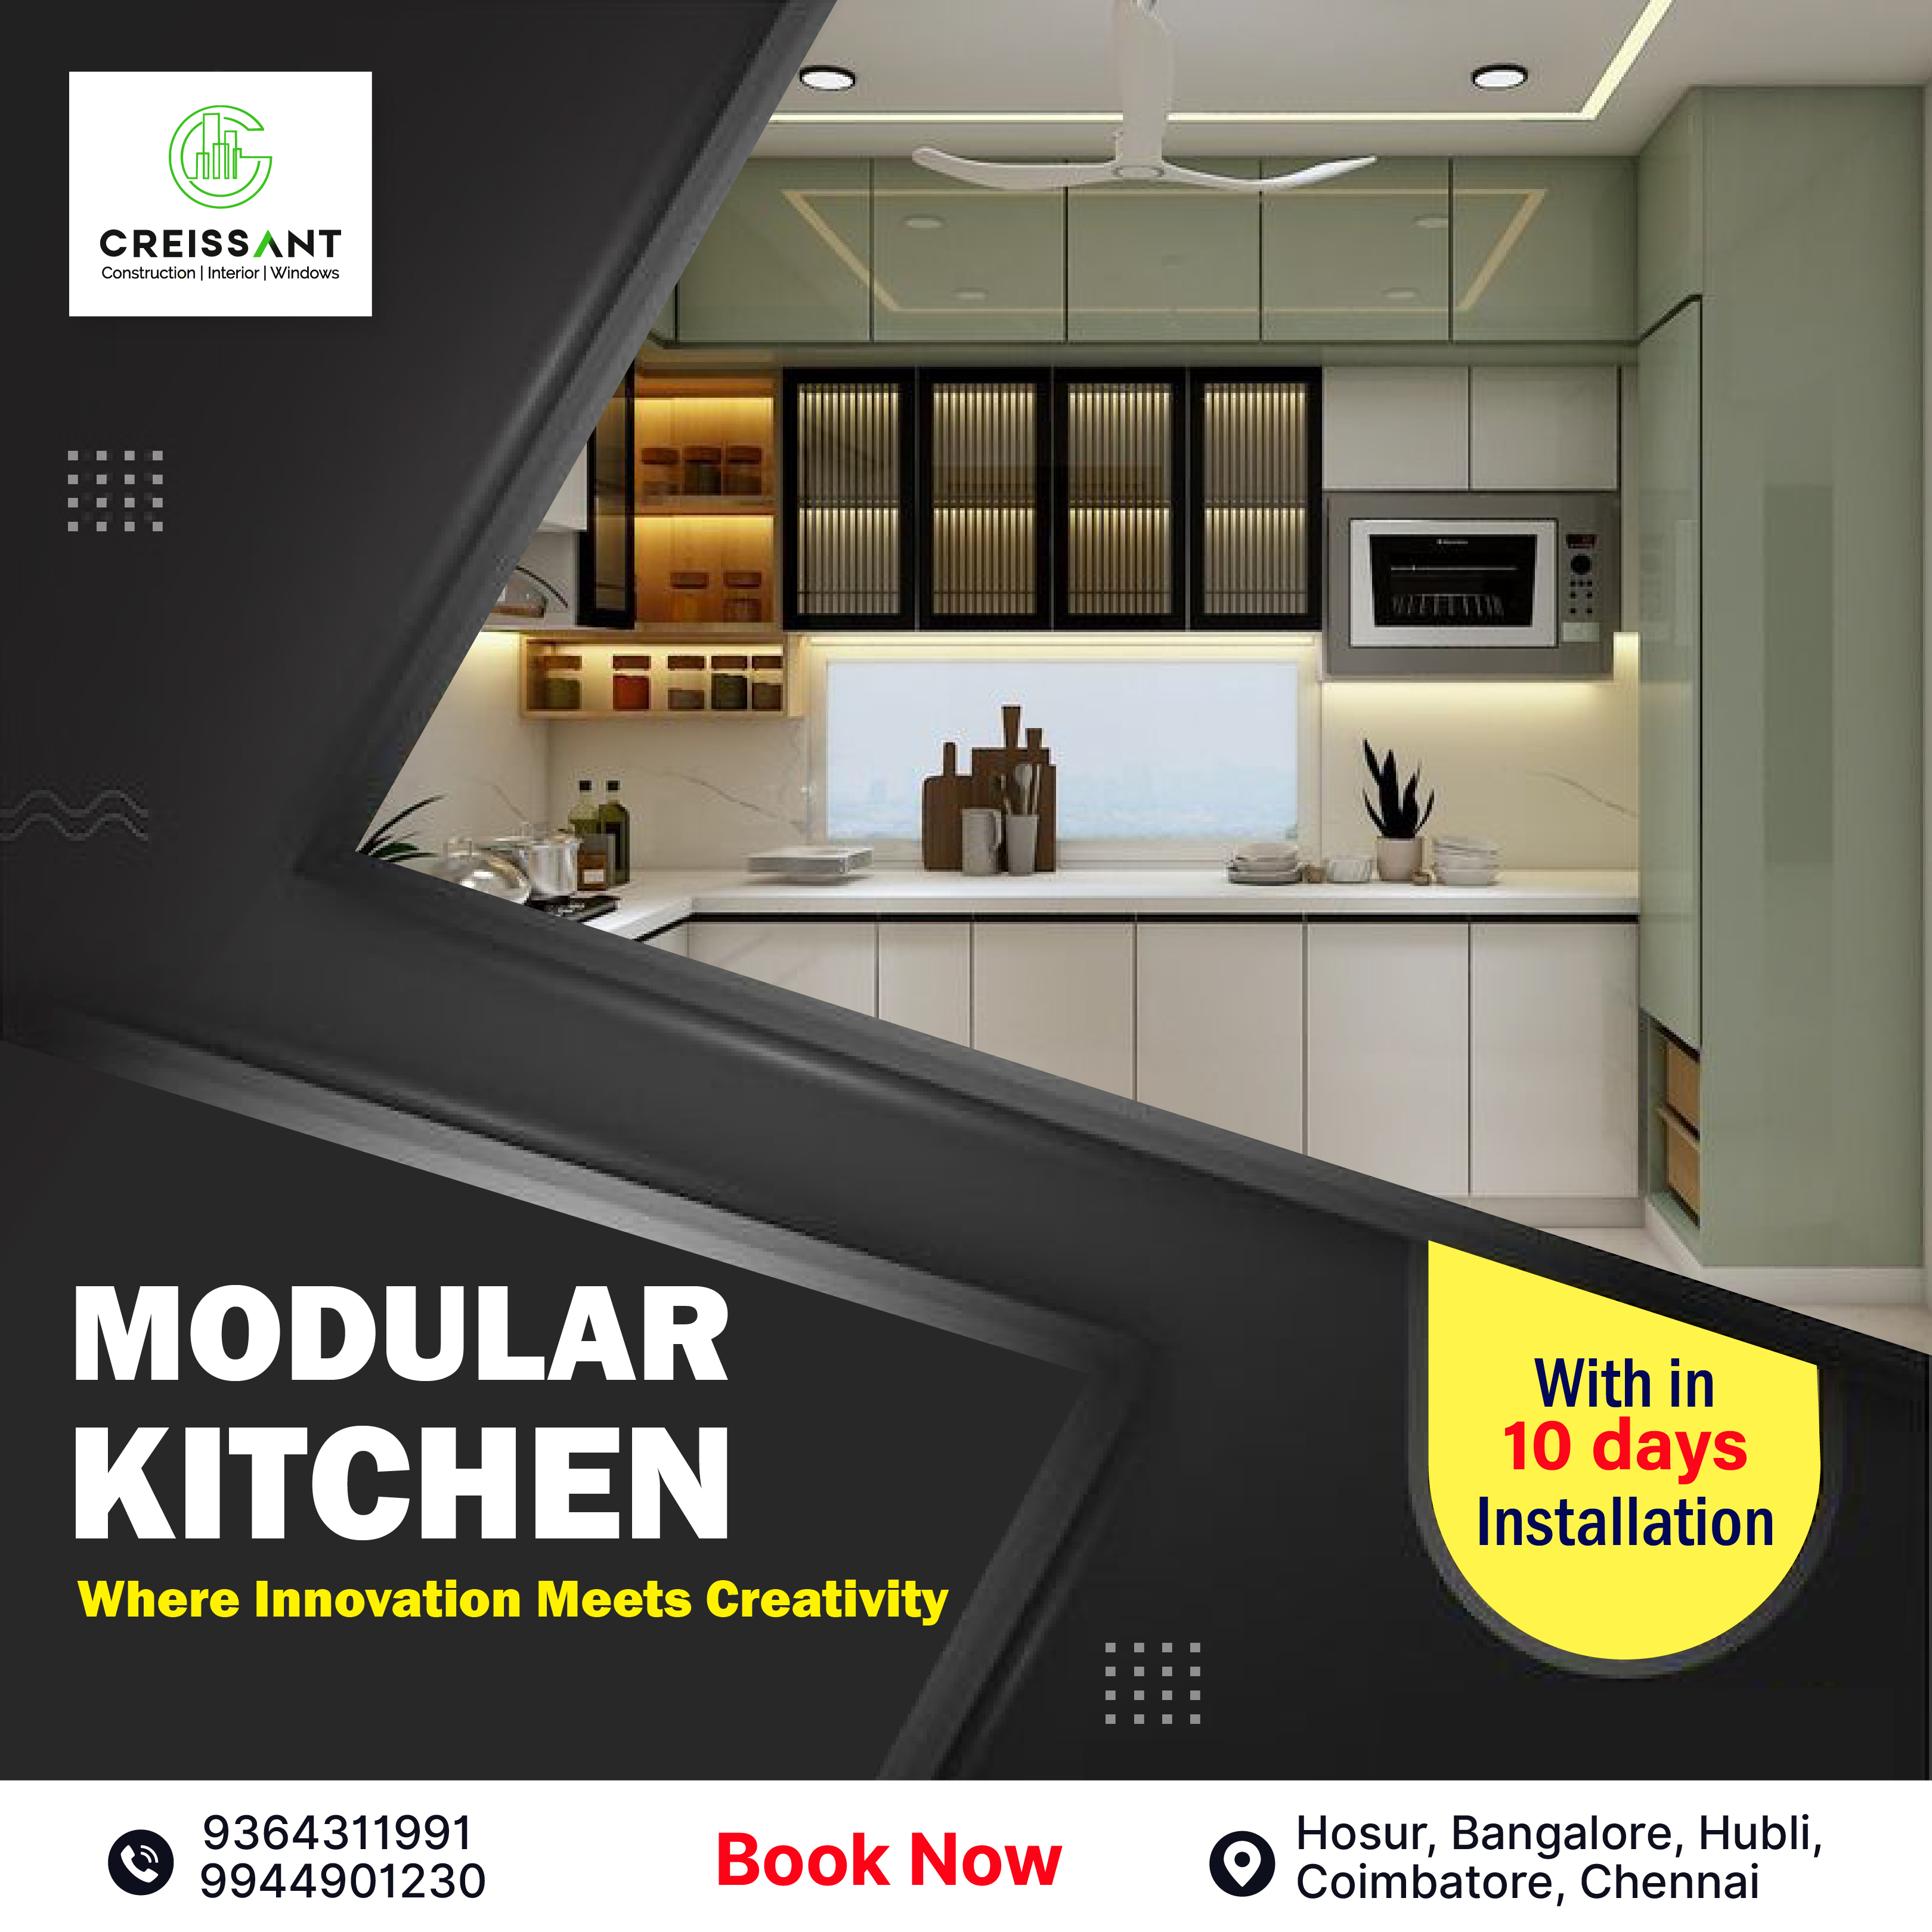 CREISSANT
Construction | Interior | Windows
MODULAR
KITCHEN
Where Innovation Meets Creativity
With in
10 days
Installation
9364311991
9944901230
Book Now
Hosur, Bangalore, Hubli,
Coimbatore, Chennai